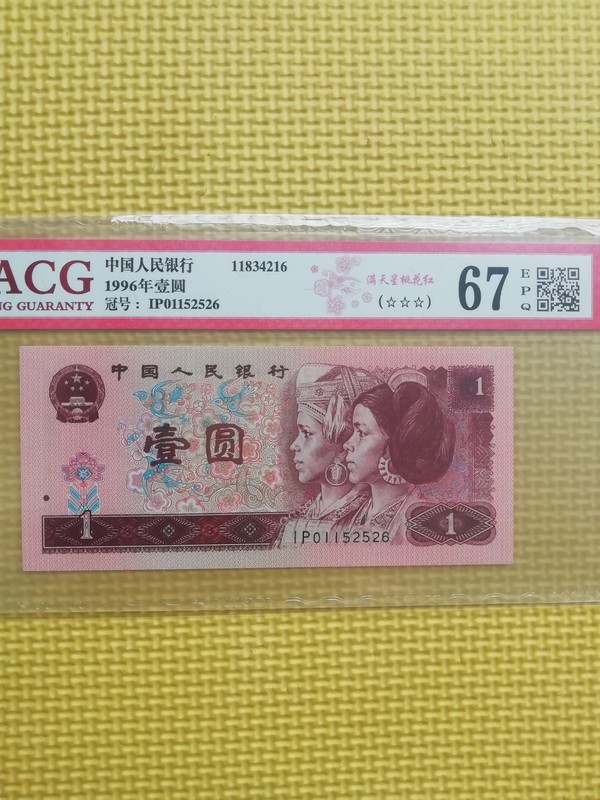 ACG
NG GUARANTY
中国人民银行 11834216
1996年壹圆
冠号： IP01152526
满天星桃花红
(☆☆☆)
67
E
P
Q
中国人民银行
1
壹圆
1
1
IP01152526